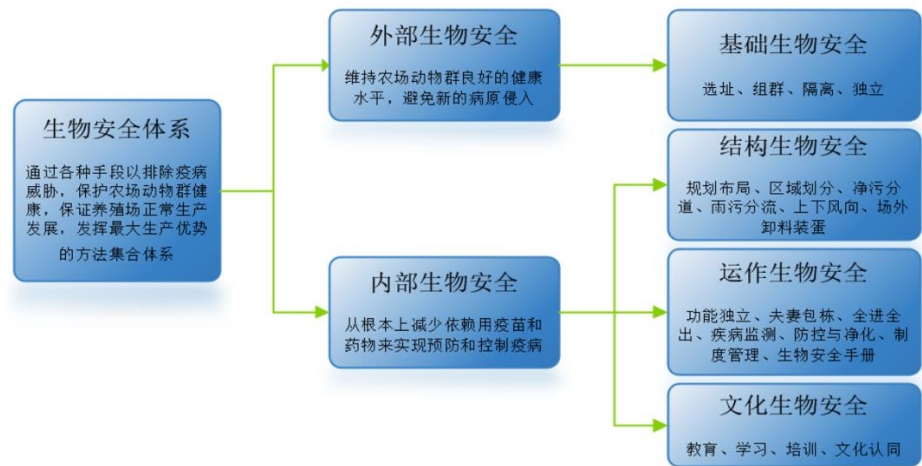 生物安全体系
通过各种手段以排除疫病
威胁，保护农场动物群健
康，保证养殖场正常生产
发展，发挥最大生产优势
的方法集合体系
外部生物安全
维持农场动物群良好的健康
水平，避免新的病原侵入
内部生物安全
从根本上减少依赖用疫苗和
药物来实现预防和控制疫病
基础生物安全
选址、组群、隔离、独立
结构生物安全
规划布局、区域划分、净污分
道、雨污分流、上下风向、场外
卸料装蛋
运作生物安全
功能独立、夫妻包栋、全进全
出、疾病监测、防控与净化、制
度管理、生物安全手册
文化生物安全
教育、学习、培训、文化认同